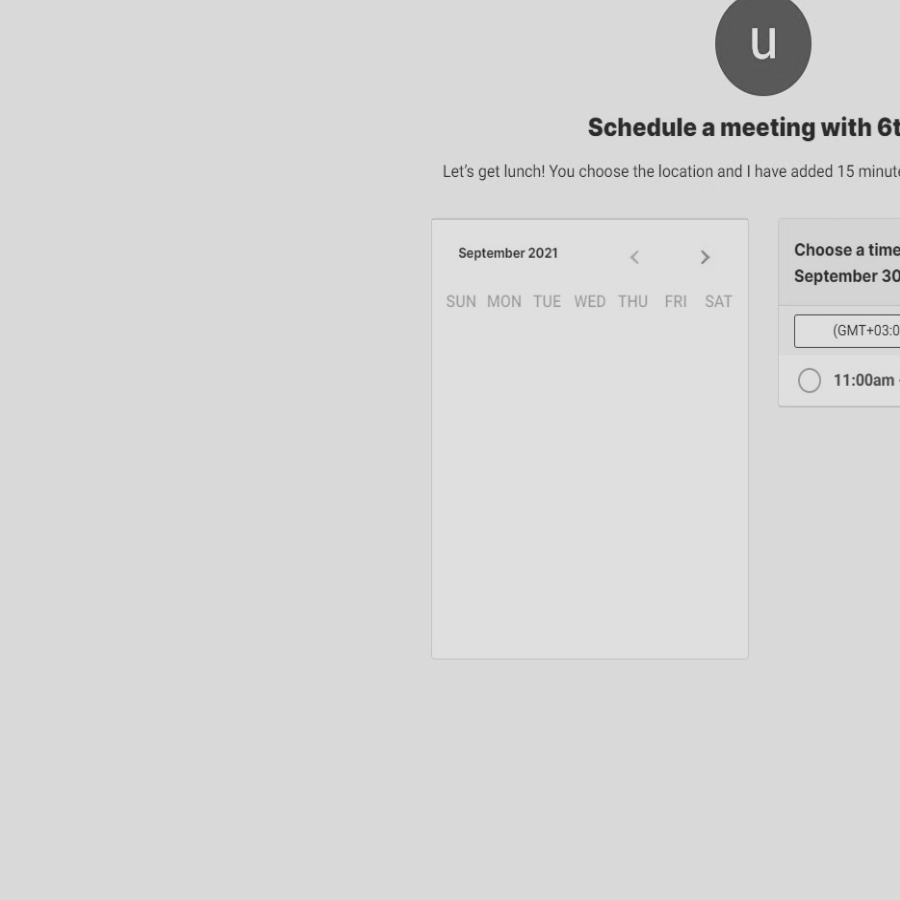 u
Schedule a meeting with 6t
Let's get lunch! You choose the location and I have added 15 minute
September 2021
SUN MON TUE WED THU FRI SAT
Choose a time
September 30
(GMT+03:0
11:00am